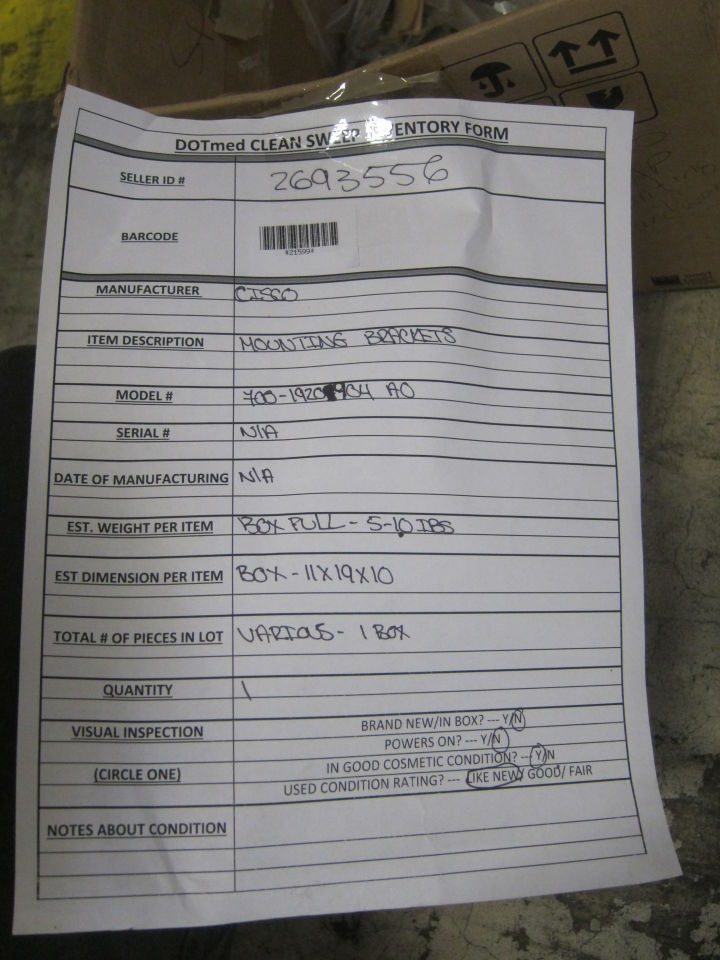 DOTmed CLEAN SWEEP INVENTORY FORM
SELLER ID # 2693556
BARCODE
*21599*
MANUFACTURER CISCO
ITEM DESCRIPTION MOUNTING BRACKETS
MODEL # A0
SERIAL # N/A
DATE OF MANUFACTURING N/A
EST. WEIGHT PER ITEM BOX FULL - 5-10 IBS
EST DIMENSION PER ITEM BOX - 11X19X10
TOTAL # OF PIECES IN LOT VARIOUS - 1 BOX
QUANTITY 1
VISUAL INSPECTION BRAND NEW/IN BOX? --- Y/N
POWERS ON? --- Y/N
(CIRCLE ONE) IN GOOD COSMETIC CONDITION? --- Y/N
USED CONDITION RATING? --- LIKE NEW/ GOOD/ FAIR
NOTES ABOUT CONDITION